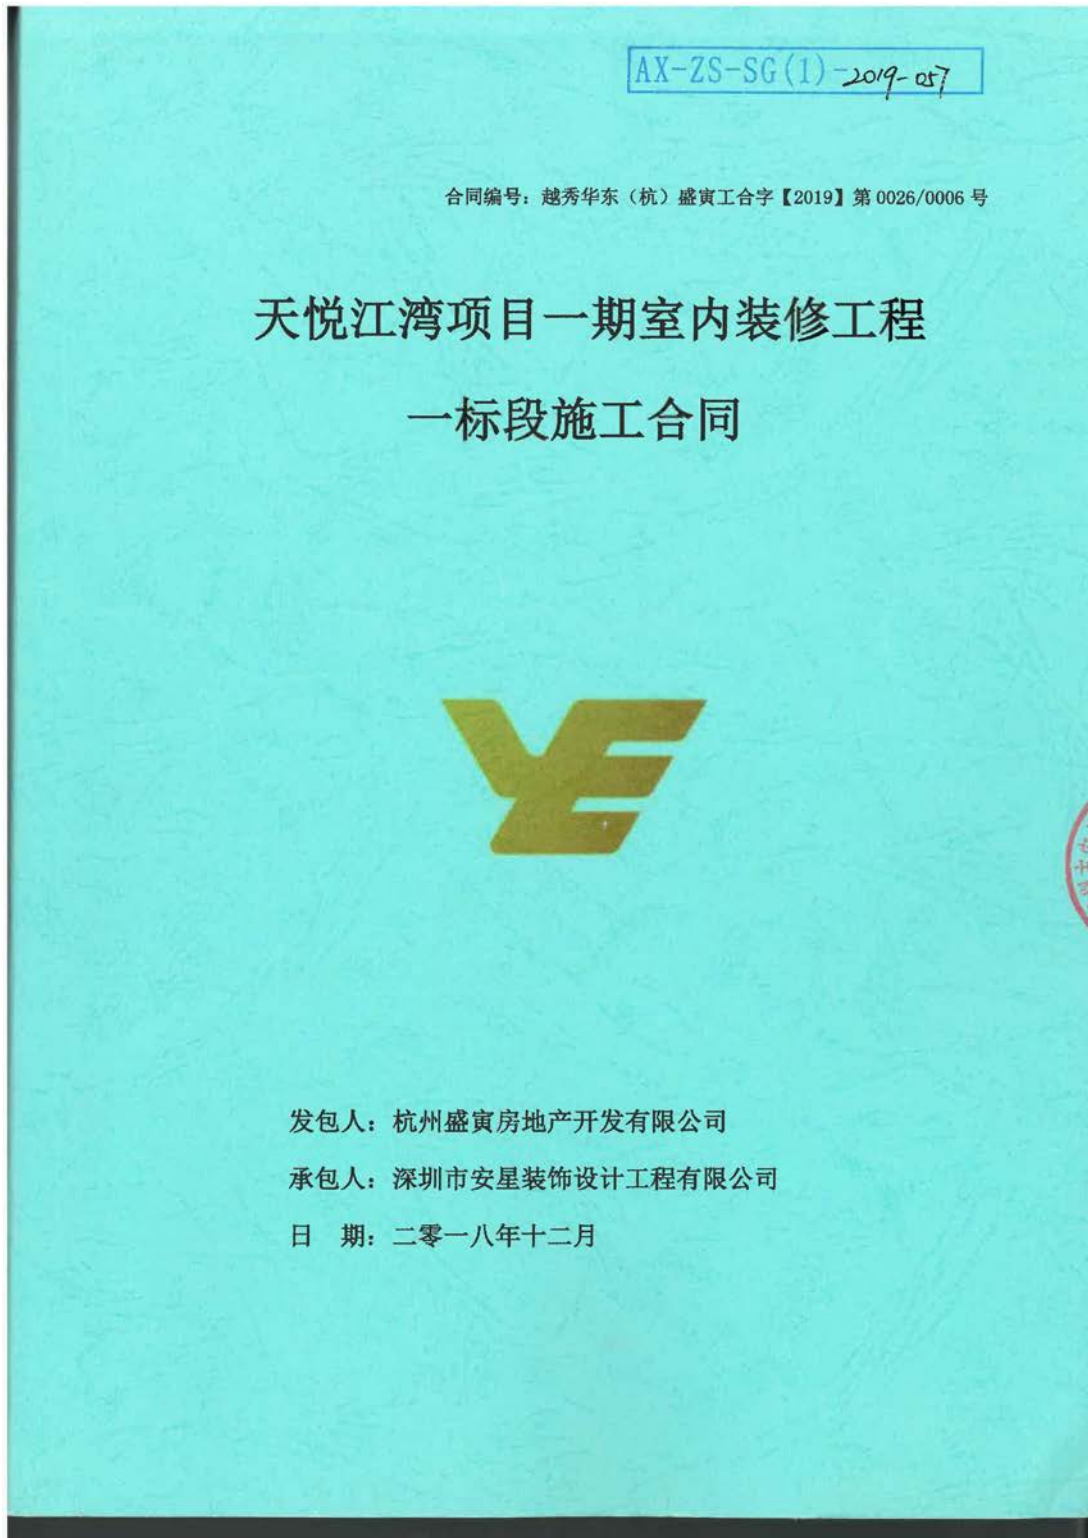 AX-ZS-SG(1)-2019-057
合同编号：越秀华东（杭）盛寅工合字【2019】第 0026/0006 号
天悦江湾项目一期室内装修工程
一标段施工合同
发包人：杭州盛寅房地产开发有限公司
承包人：深圳市安星装饰设计工程有限公司
日　期：二零一八年十二月